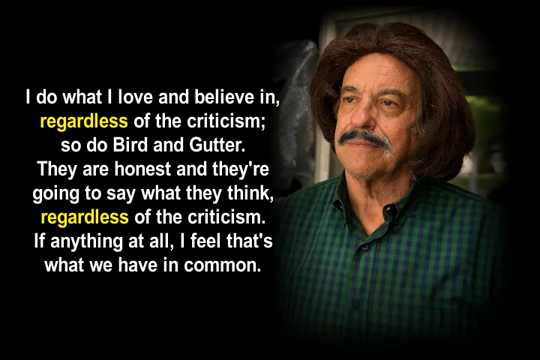 I do what I love and believe in,
regardless of the criticism;
so do Bird and Gutter.
They are honest and they're
going to say what they think,
regardless of the criticism.
If anything at all, I feel that's
what we have in common.